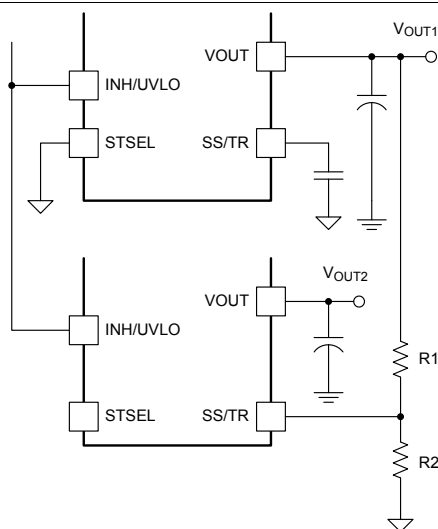 VOUT1
VOUT
INH/UVLO
STSEL
SS/TR
VOUT2
VOUT
INH/UVLO
R1
STSEL
SS/TR
R2